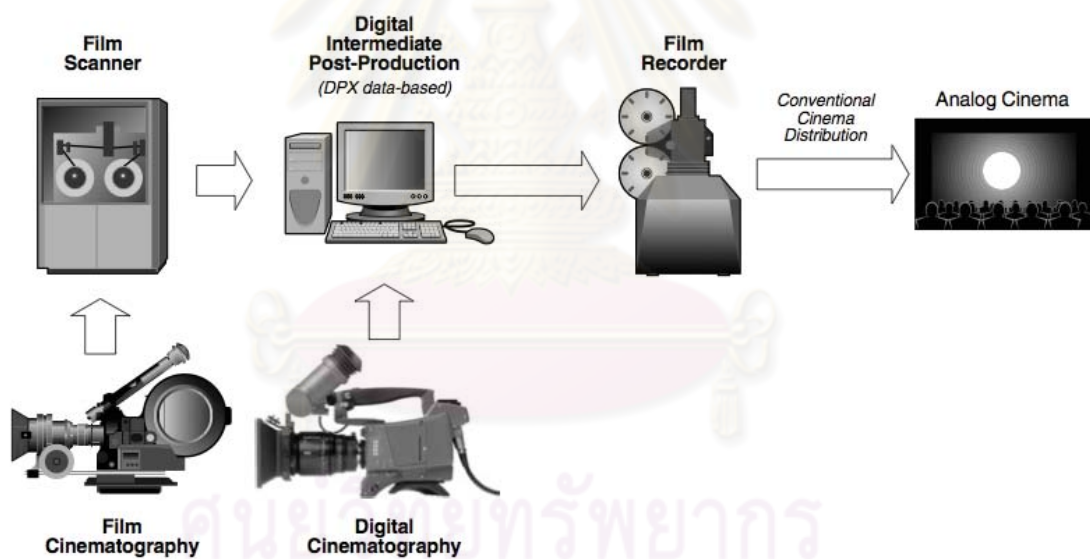 Film
Scanner
Digital
Intermediate
Post-Production
(DPX data-based)
Film
Recorder
Conventional
Cinema
Distribution
Analog Cinema
Film
Cinematography
Digital
Cinematography
ศูนย์วิทยทรัพยากร